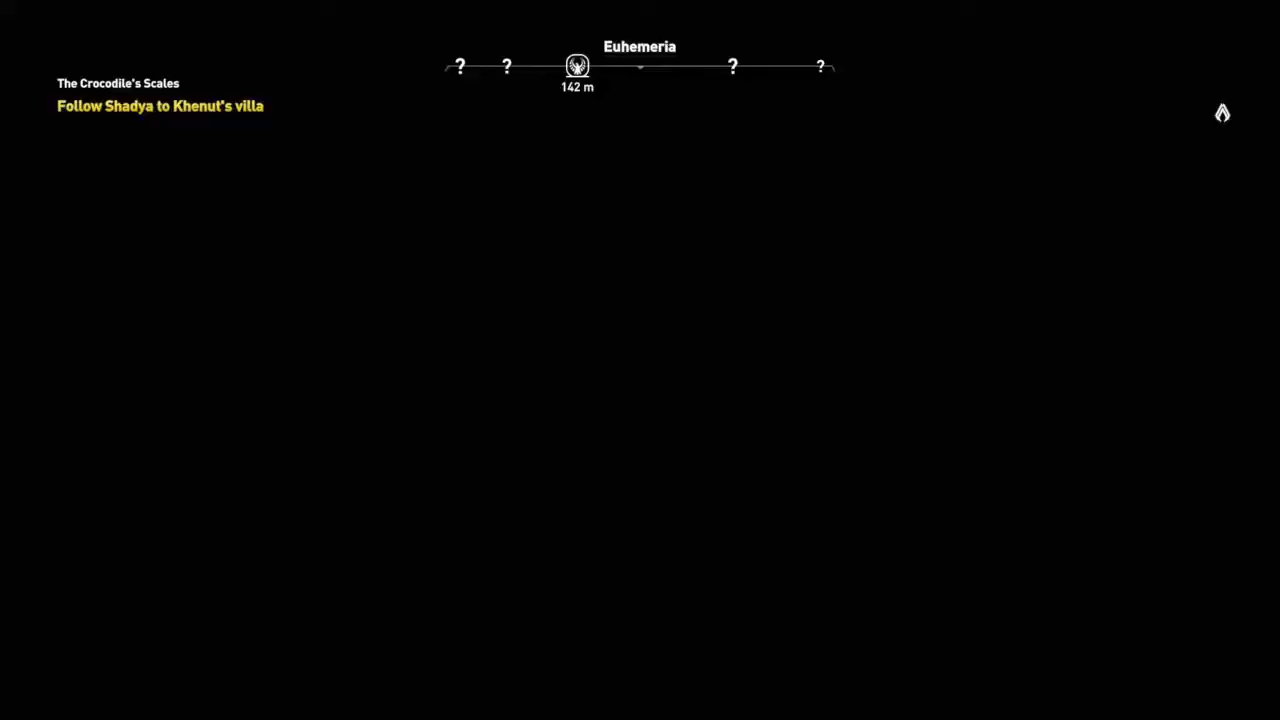 Euhemeria
? ? ? ?
142 m
The Crocodile's Scales
Follow Shadya to Khenut's villa